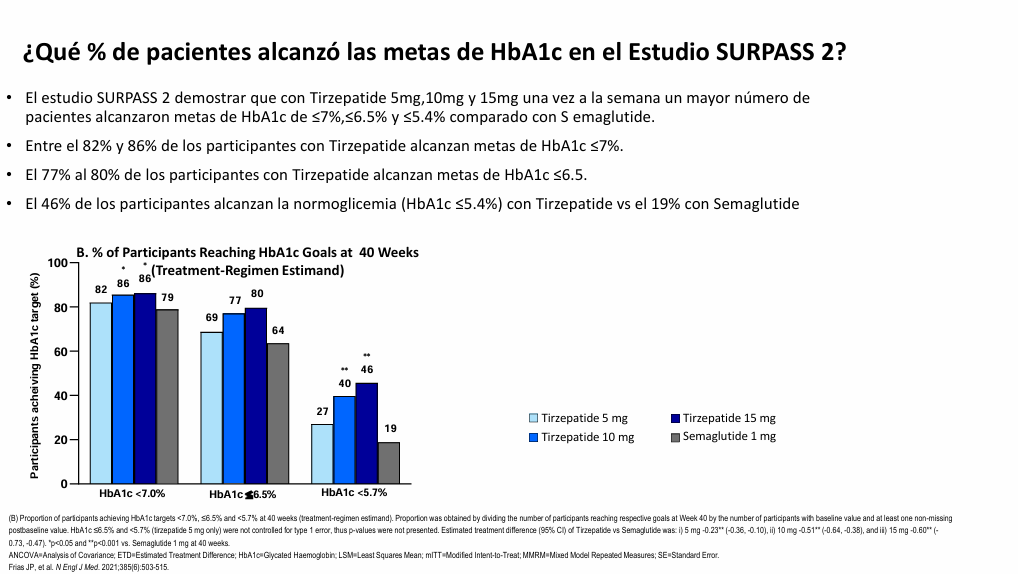 ¿Qué % de pacientes alcanzó las metas de HbA1c en el Estudio SURPASS 2?
• El estudio SURPASS 2 demostrar que con Tirzepatide 5mg,10mg y 15mg una vez a la semana un mayor número de
pacientes alcanzaron metas de HbA1c de ≤7%,≤6.5% y ≤5.4% comparado con S emaglutide.
• Entre el 82% y 86% de los participantes con Tirzepatide alcanzan metas de HbA1c ≤7%.
• El 77% al 80% de los participantes con Tirzepatide alcanzan metas de HbA1c ≤6.5.
• El 46% de los participantes alcanzan la normoglicemia (HbA1c ≤5.4%) con Tirzepatide vs el 19% con Semaglutide
B. % of Participants Reaching HbA1c Goals at 40 Weeks
(Treatment-Regimen Estimand)
Participants acheiving HbA1c target (%)
100
80
60
40
20
0
82
*
86
*
86
79
69
77
80
64
27
**
40
**
46
19
HbA1c <7.0%
HbA1c ≤6.5%
HbA1c <5.7%
Tirzepatide 5 mg
Tirzepatide 15 mg
Tirzepatide 10 mg
Semaglutide 1 mg
(B) Proportion of participants achieving HbA1c targets <7.0%, ≤6.5% and <5.7% at 40 weeks (treatment-regimen estimand). Proportion was obtained by dividing the number of participants reaching respective goals at Week 40 by the number of participants with baseline value and at least one non-missing
postbaseline value. HbA1c ≤6.5% and <5.7% (tirzepatide 5 mg only) were not controlled for type 1 error, thus p-values were not presented. Estimated treatment difference (95% CI) of Tirzepatide vs Semaglutide was: i) 5 mg -0.23** (-0.36, -0.10), ii) 10 mg -0.51** (-0.64, -0.38), and iii) 15 mg -0.60** (-
0.73, -0.47). *p<0.05 and **p<0.001 vs. Semaglutide 1 mg at 40 weeks.
ANCOVA=Analysis of Covariance; ETD=Estimated Treatment Difference; HbA1c=Glycated Haemoglobin; LSM=Least Squares Mean; mITT=Modified Intent-to-Treat; MMRM=Mixed Model Repeated Measures; SE=Standard Error.
Frias JP, et al. N Engl J Med. 2021;385(6):503-515.